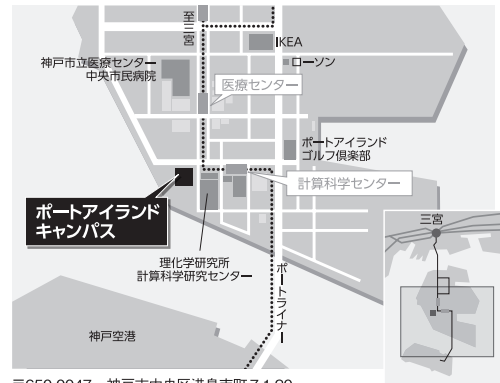 至三宮
IKEA
神戸市立医療センター
中央市民病院
ローソン
医療センター
ポートアイランド
ゴルフ倶楽部
計算科学センター
ポートアイランド
キャンパス
三宮
理化学研究所
計算科学研究センター
ポートライナー
神戸空港